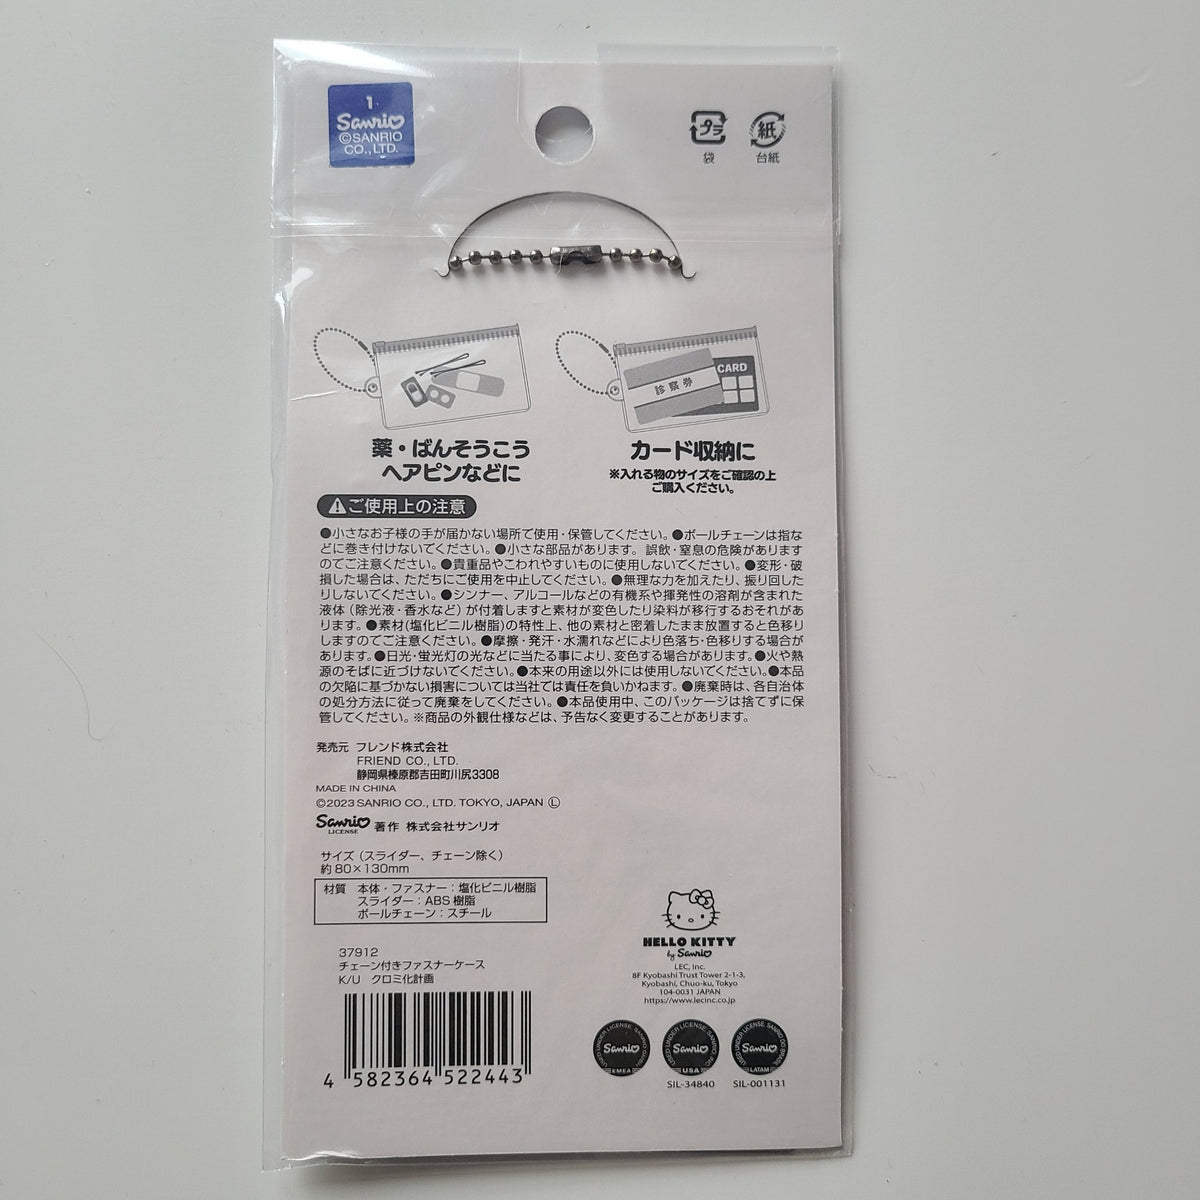 1
Sanrio
©SANRIO
CO., LTD.
プラ
袋
紙
台紙
診察券
CARD
薬・ばんそうこう
ヘアピンなどに
カード収納に
※入れる物のサイズをご確認の上
ご購入ください。
ご使用上の注意
●小さなお子様の手が届かない場所で使用・保管してください。●ボールチェーンは指な
どに巻き付けないでください。●小さな部品があります。誤飲・窒息の危険があります
のでご注意ください。●貴重品やこわれやすいものに使用しないでください。●変形・破
損した場合は、ただちにご使用を中止してください。●無理な力を加えたり、振り回した
りしないでください。●シンナー、アルコールなどの有機系や揮発性の溶剤が含まれた
液体（除光液・香水など）が付着しますと素材が変色したり染料が移行するおそれがあ
ります。●素材(塩化ビニル樹脂)の特性上、他の素材と密着したまま放置すると色移り
しますのでご注意ください。●摩擦・発汗・水濡れなどにより色落ち・色移りする場合が
あります。●日光・蛍光灯の光などに当たる事により、変色する場合があります。●火や熱
源のそばに近づけないでください。●本来の用途以外には使用しないでください。●本品
の欠陥に基づかない損害については当社では責任を負いかねます。●廃棄時は、各自治体
の処分方法に従って廃棄をしてください。●本品使用中、このパッケージは捨てずに保
管してください。※商品の外観仕様などは、予告なく変更することがあります。
発売元 フレンド株式会社
FRIEND CO., LTD.
静岡県榛原郡吉田町川尻3308
MADE IN CHINA
©2023 SANRIO CO., LTD. TOKYO, JAPAN Ⓛ
Sanrio LICENSE 著作 株式会社サンリオ
サイズ（スライダー、チェーン除く）
約80×130mm
材質 本体・ファスナー：塩化ビニル樹脂
スライダー：ABS樹脂
ボールチェーン：スチール
37912
チェーン付きファスナーケース
K/U クロミ化計画
4 582364 522443
HELLO KITTY
by Sanrio
LEC, Inc.
8F Kyobashi Trust Tower 2-1-3,
Kyobashi, Chuo-ku, Tokyo
104-0031 JAPAN
https://www.lecinc.co.jp
USED UNDER LICENSE
Sanrio
EMEA
USED UNDER LICENSE
Sanrio
USA
SIL-34840
USED UNDER LICENSE
Sanrio
LATAM
SIL-001131